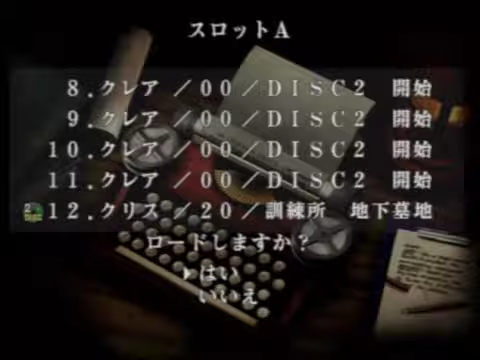 スロットA
8.クレア ／00／DISC2 開始
9.クレア ／00／DISC2 開始
10.クレア ／00／DISC2 開始
11.クレア ／00／DISC2 開始
12.クリス ／20／訓練所 地下墓地
ロードしますか？
はい
いいえ